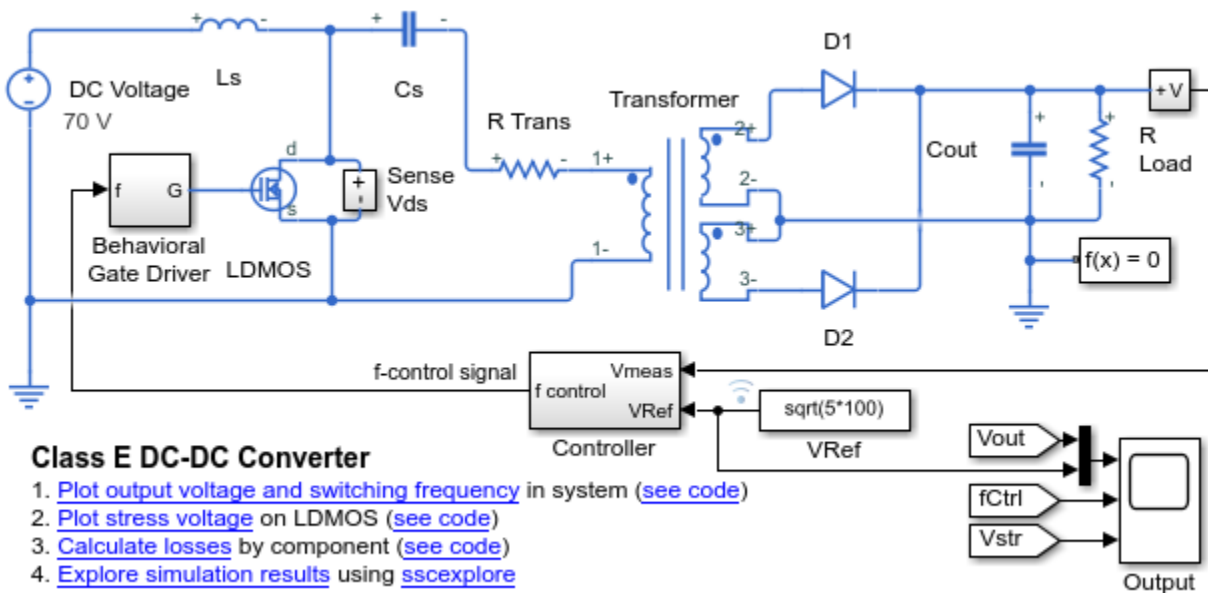 + -
+ -
D1
Ls
Cs
+
-
DC Voltage
70 V
Transformer
R Trans
+ -
1+
2+
2-
3+
3-
1-
+V
Cout
+
-
+
-
R
Load
d
s
+
-
Sense
Vds
f G
Behavioral
Gate Driver
LDMOS
f(x) = 0
D2
f-control signal
Vmeas
f control
VRef
Controller
sqrt(5*100)
VRef
Vout
fCtrl
Vstr
Output
Class E DC-DC Converter
1. Plot output voltage and switching frequency in system (see code)
2. Plot stress voltage on LDMOS (see code)
3. Calculate losses by component (see code)
4. Explore simulation results using sscexplore